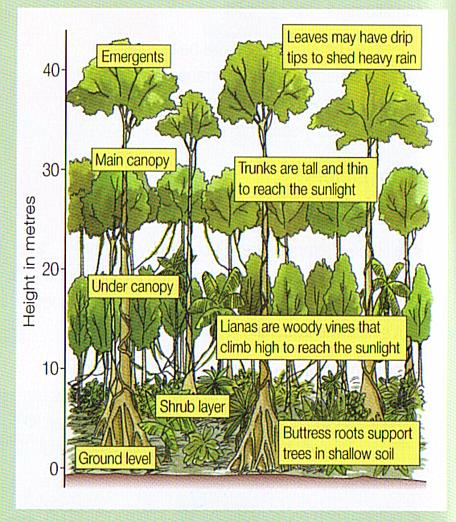 Leaves may have drip
tips to shed heavy rain
Emergents
40
Main canopy
30
Trunks are tall and thin
to reach the sunlight
Height in metres
20
Under canopy
Lianas are woody vines that
climb high to reach the sunlight
10
Shrub layer
Buttress roots support
trees in shallow soil
Ground level
0